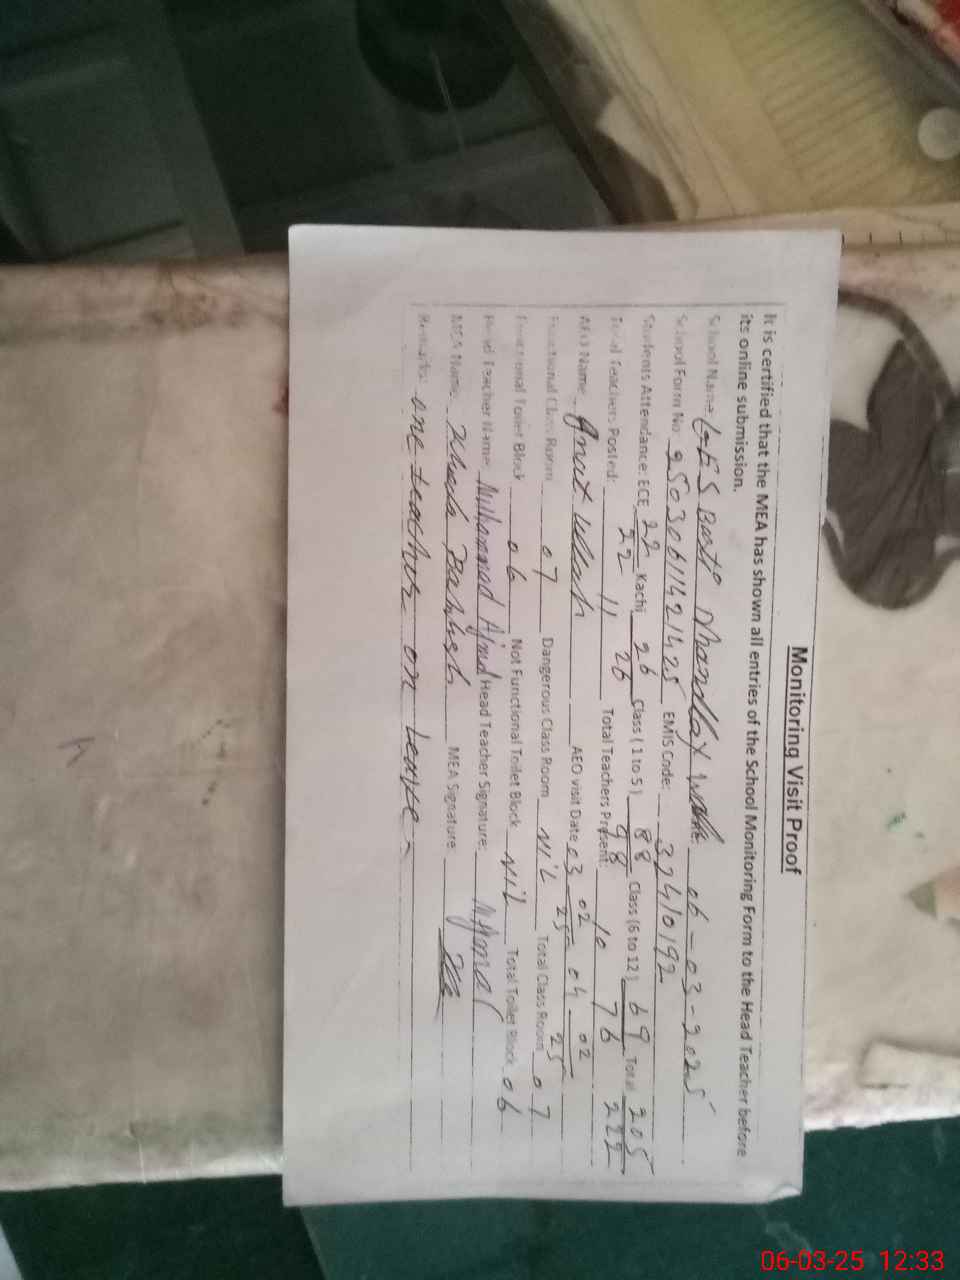 Monitoring Visit Proof
It is certified that the MEA has shown all entries of the School Monitoring Form to the Head Teacher before
its online submission.
School Name: GES Basti Date: 06-03-2025
School Form No: 2503061142142 EMIS Code: 32410192
Students Attendance: ECE 22/22 Kachi 26/26 Class (1 to 5) 88/98 Class (6 to 12) 69/76 Total 205/222
Total Teachers Posted: 11 Total Teachers Present: 10
AEO Name: AEO visit Date 03 02 25 04 02 25
Functional Class Room 07 Dangerous Class Room Nil Total Class Room 07
Functional Toilet Block 06 Not Functional Toilet Block Nil Total Toilet Block 06
Head Teacher Name: Muhammad Ajmal Head Teacher Signature: Ajmal
MEA Name: MEA Signature:
Remarks: one teacher on leave
06-03-25 12:33